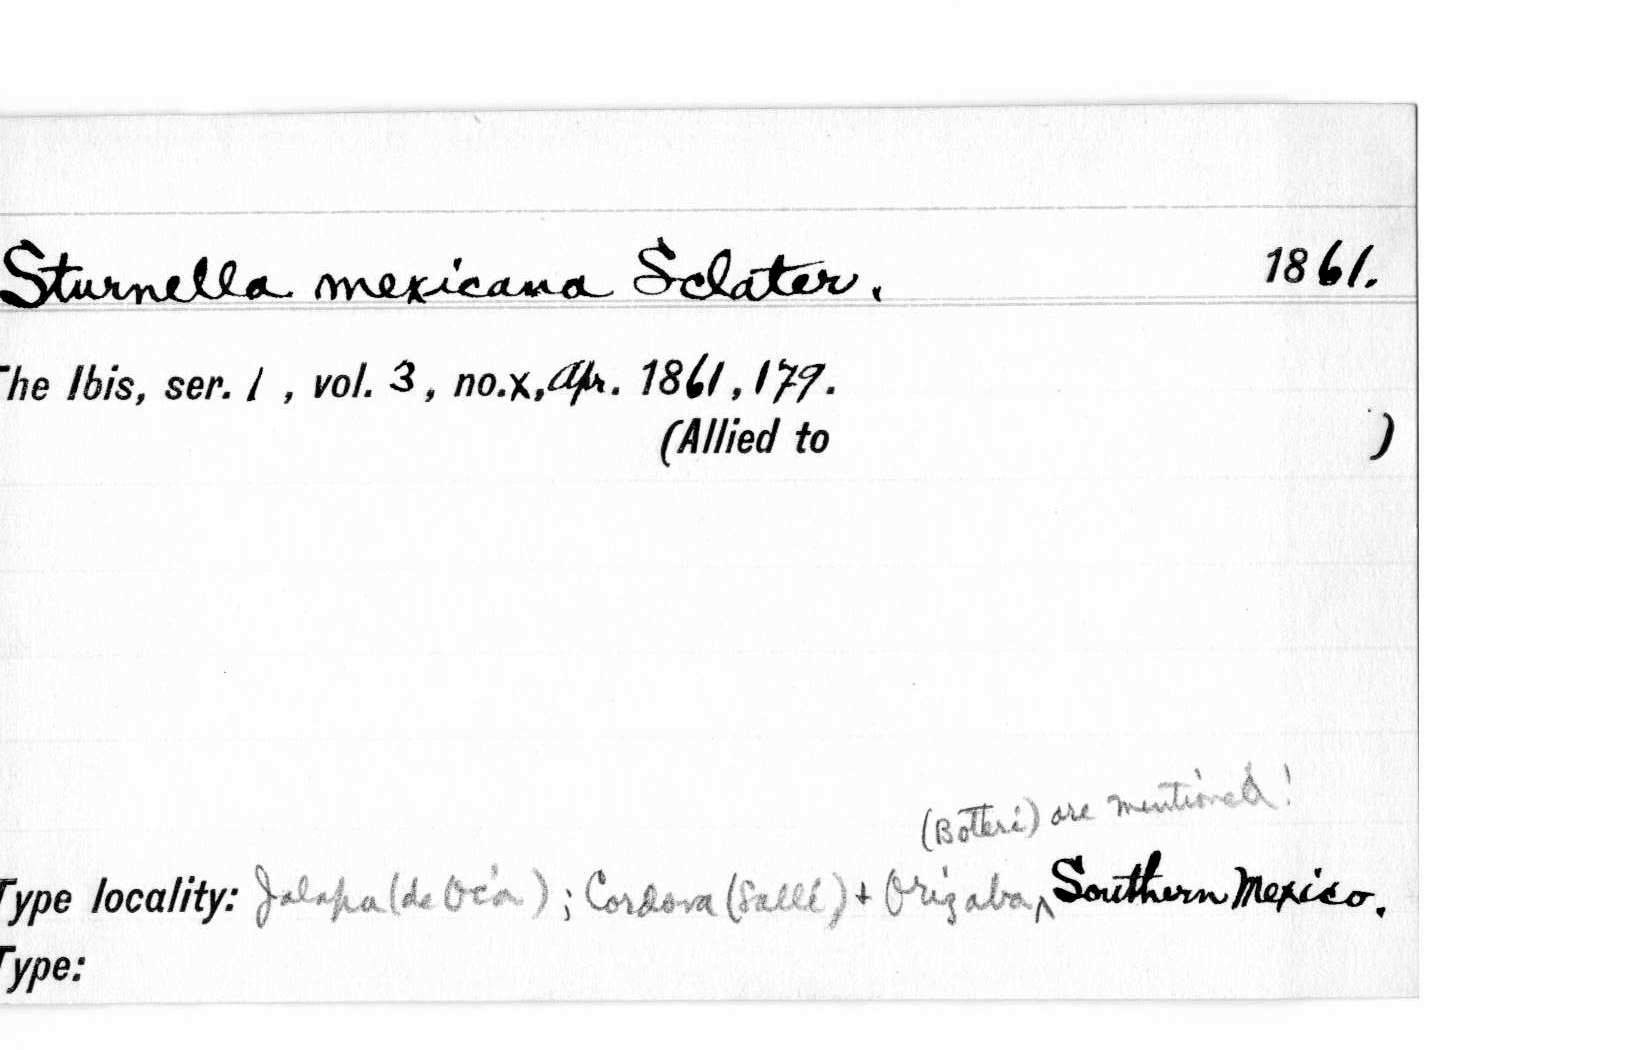 Sturnella mexicana Sclater. 1861.
The Ibis, ser. 1, vol. 3, no. x, Apr. 1861, 179.
(Allied to )
(Botteri) are mentioned!
Type locality: Jalapa (de Oca); Cordova (Sallé) + Orizaba ^ Southern Mexico.
Type: